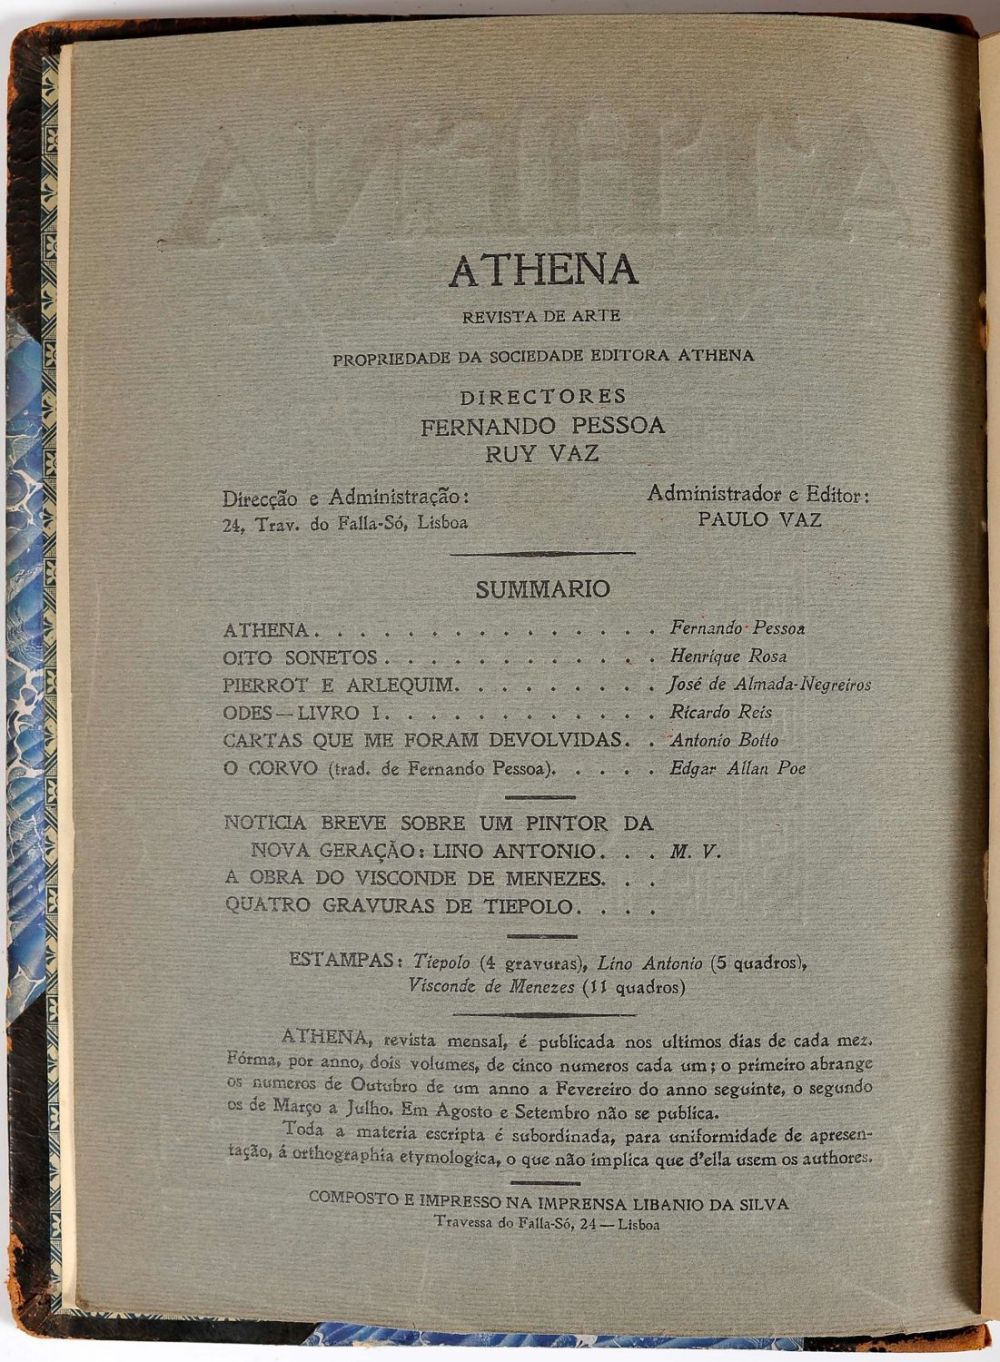 ATHENA
REVISTA DE ARTE
PROPRIEDADE DA SOCIEDADE EDITORA ATHENA
DIRECTORES
FERNANDO PESSOA
RUY VAZ
Direcção e Administração:
24, Trav. do Falla-Só, Lisboa
Administrador e Editor:
PAULO VAZ
SUMMARIO
ATHENA. . . . . . . . . . . . . . . . Fernando Pessoa
OITO SONETOS . . . . . . . . . . . . . Henrique Rosa
PIERROT E ARLEQUIM. . . . . . . . . . José de Almada-Negreiros
ODES—LIVRO I. . . . . . . . . . . . . Ricardo Reis
CARTAS QUE ME FORAM DEVOLVIDAS. . . Antonio Botto
O CORVO (trad. de Fernando Pessoa). . . . . . Edgar Allan Poe
NOTICIA BREVE SOBRE UM PINTOR DA
NOVA GERAÇÃO: LINO ANTONIO. . . . M. V.
A OBRA DO VISCONDE DE MENEZES. . .
QUATRO GRAVURAS DE TIEPOLO. . . .
ESTAMPAS: Tiepolo (4 gravuras), Lino Antonio (5 quadros),
Visconde de Menezes (11 quadros)
ATHENA, revista mensal, é publicada nos ultimos dias de cada mez.
Fórma, por anno, dois volumes, de cinco numeros cada um; o primeiro abrange
os numeros de Outubro de um anno a Fevereiro do anno seguinte, o segundo
os de Março a Julho. Em Agosto e Setembro não se publica.
Toda a materia escripta é subordinada, para uniformidade de apresen-
tação, á orthographia etymologica, o que não implica que d'ella usem os authores.
COMPOSTO E IMPRESSO NA IMPRENSA LIBANIO DA SILVA
Travessa do Falla-Só, 24 — Lisboa